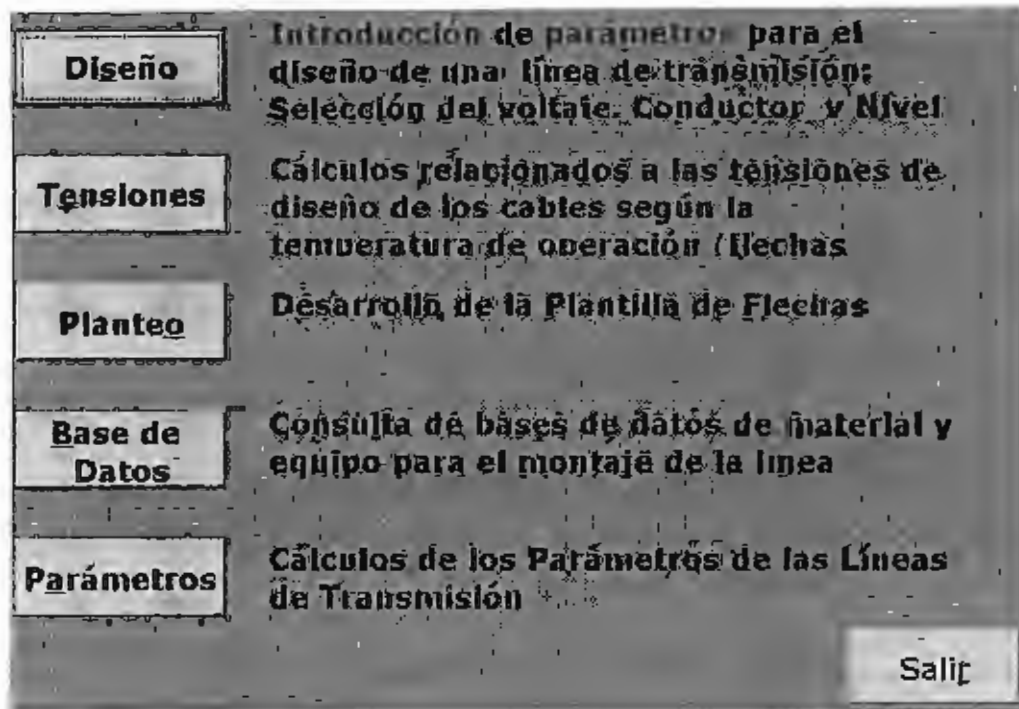 Diseño
Introducción de parámetros para el
diseño de una línea de transmisión:
Selección del voltaje, Conductor y Nivel
Tensiones
Cálculos relacionados a las tensiones de
diseño de los cables según la
temperatura de operación (flechas
Planteo
Desarrollo de la Plantilla de Flechas
Base de
Datos
Consulta de bases de datos de material y
equipo para el montaje de la línea
Parámetros
Cálculos de los Parámetros de las Líneas
de Transmisión
Salir